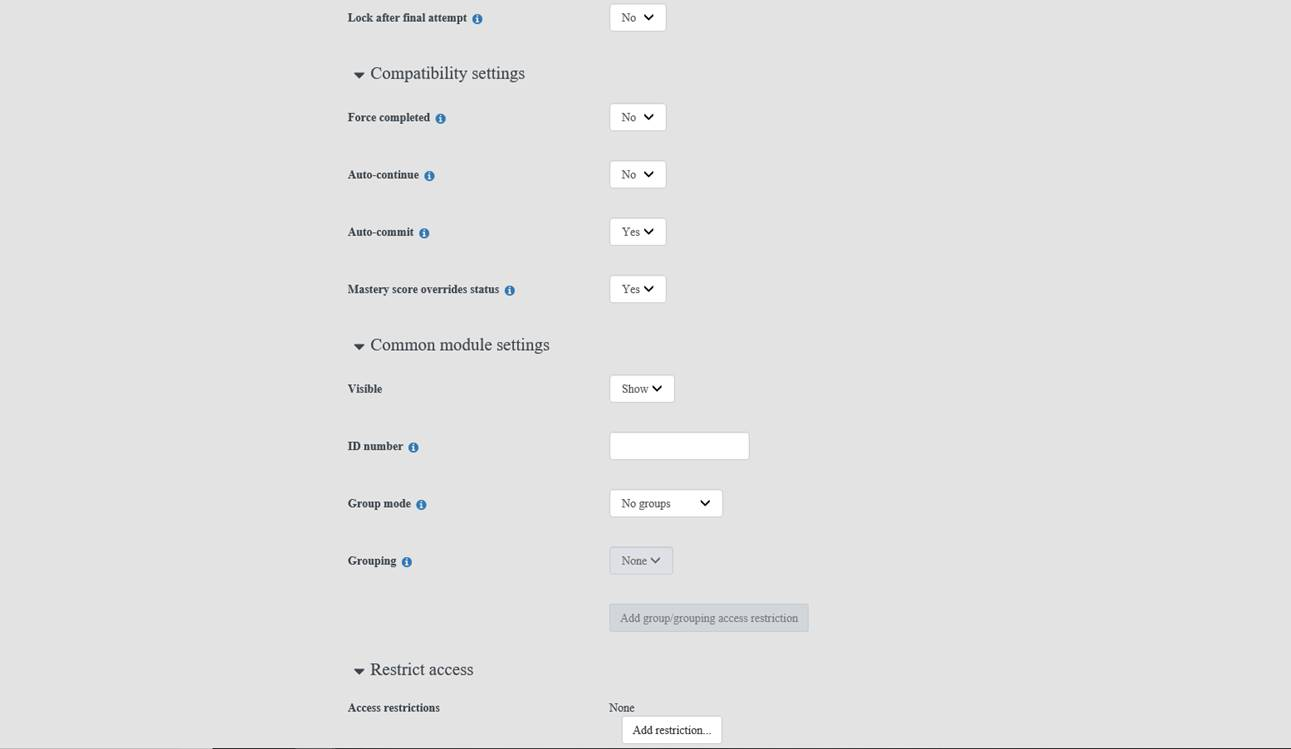 Lock after final attempt No
Compatibility settings
Force completed No
Auto-continue No
Auto-commit Yes
Mastery score overrides status Yes
Common module settings
Visible Show
ID number
Group mode No groups
Grouping None
Add group/grouping access restriction
Restrict access
Access restrictions None
Add restriction...